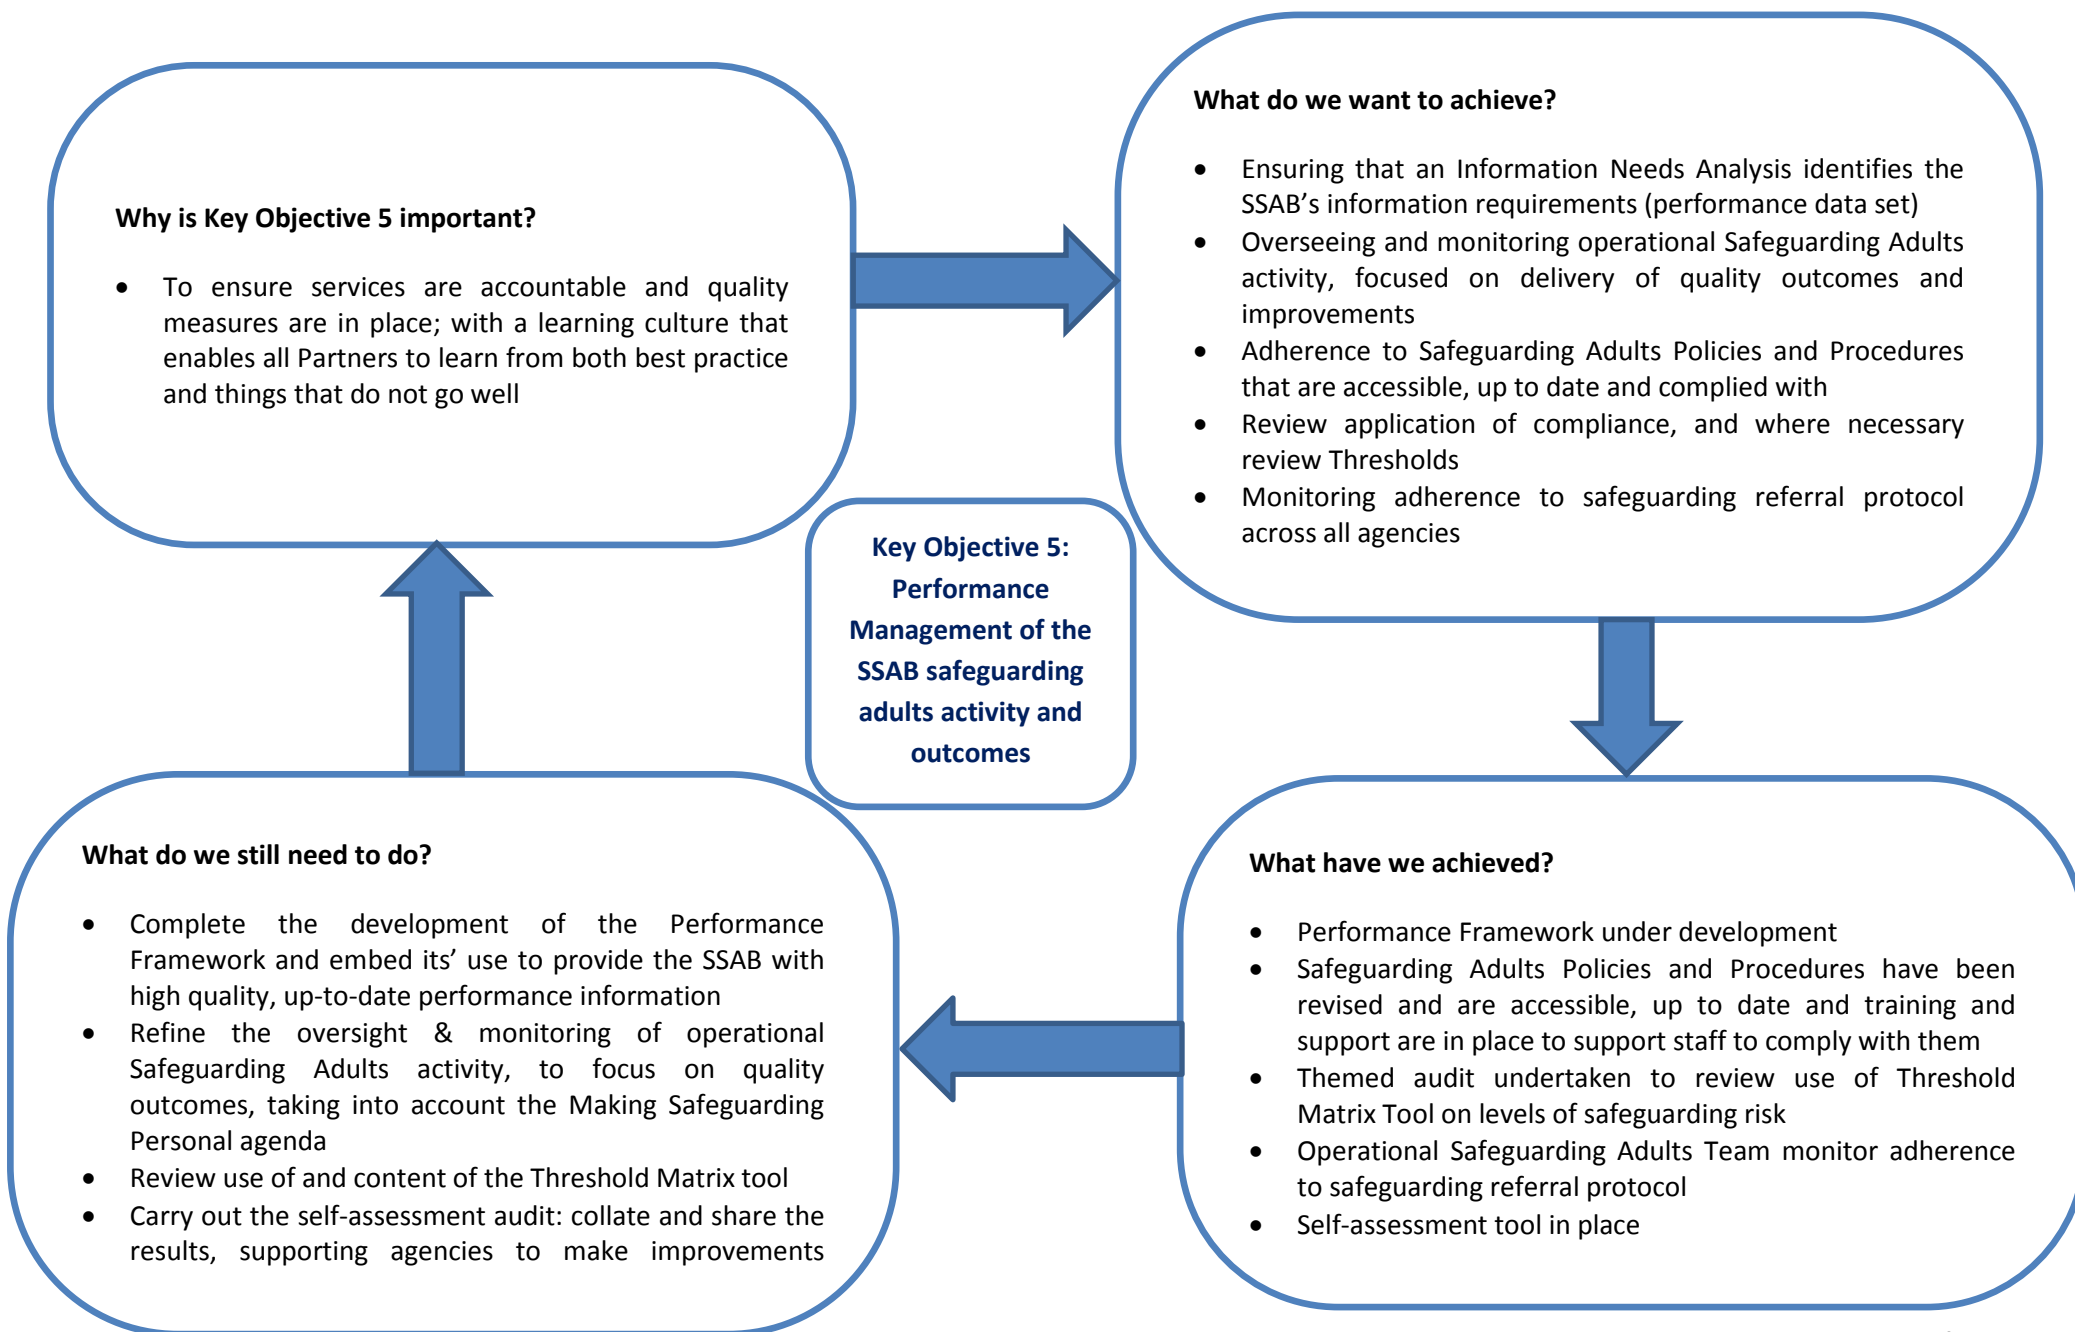 Why is Key Objective 5 important?
• To ensure services are accountable and quality
measures are in place; with a learning culture that
enables all Partners to learn from both best practice
and things that do not go well
What do we want to achieve?
• Ensuring that an Information Needs Analysis identifies the
SSAB's information requirements (performance data set)
• Overseeing and monitoring operational Safeguarding Adults
activity, focused on delivery of quality outcomes and
improvements
• Adherence to Safeguarding Adults Policies and Procedures
that are accessible, up to date and complied with
• Review application of compliance, and where necessary
review Thresholds
• Monitoring adherence to safeguarding referral protocol
across all agencies
Key Objective 5:
Performance
Management of the
SSAB safeguarding
adults activity and
outcomes
What do we still need to do?
• Complete the development of the Performance
Framework and embed its' use to provide the SSAB with
high quality, up-to-date performance information
• Refine the oversight & monitoring of operational
Safeguarding Adults activity, to focus on quality
outcomes, taking into account the Making Safeguarding
Personal agenda
• Review use of and content of the Threshold Matrix tool
• Carry out the self-assessment audit: collate and share the
results, supporting agencies to make improvements
What have we achieved?
• Performance Framework under development
• Safeguarding Adults Policies and Procedures have been
revised and are accessible, up to date and training and
support are in place to support staff to comply with them
• Themed audit undertaken to review use of Threshold
Matrix Tool on levels of safeguarding risk
• Operational Safeguarding Adults Team monitor adherence
to safeguarding referral protocol
• Self-assessment tool in place